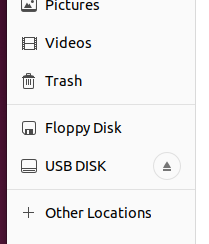 Pictures
Videos
Trash
Floppy Disk
USB DISK
Other Locations